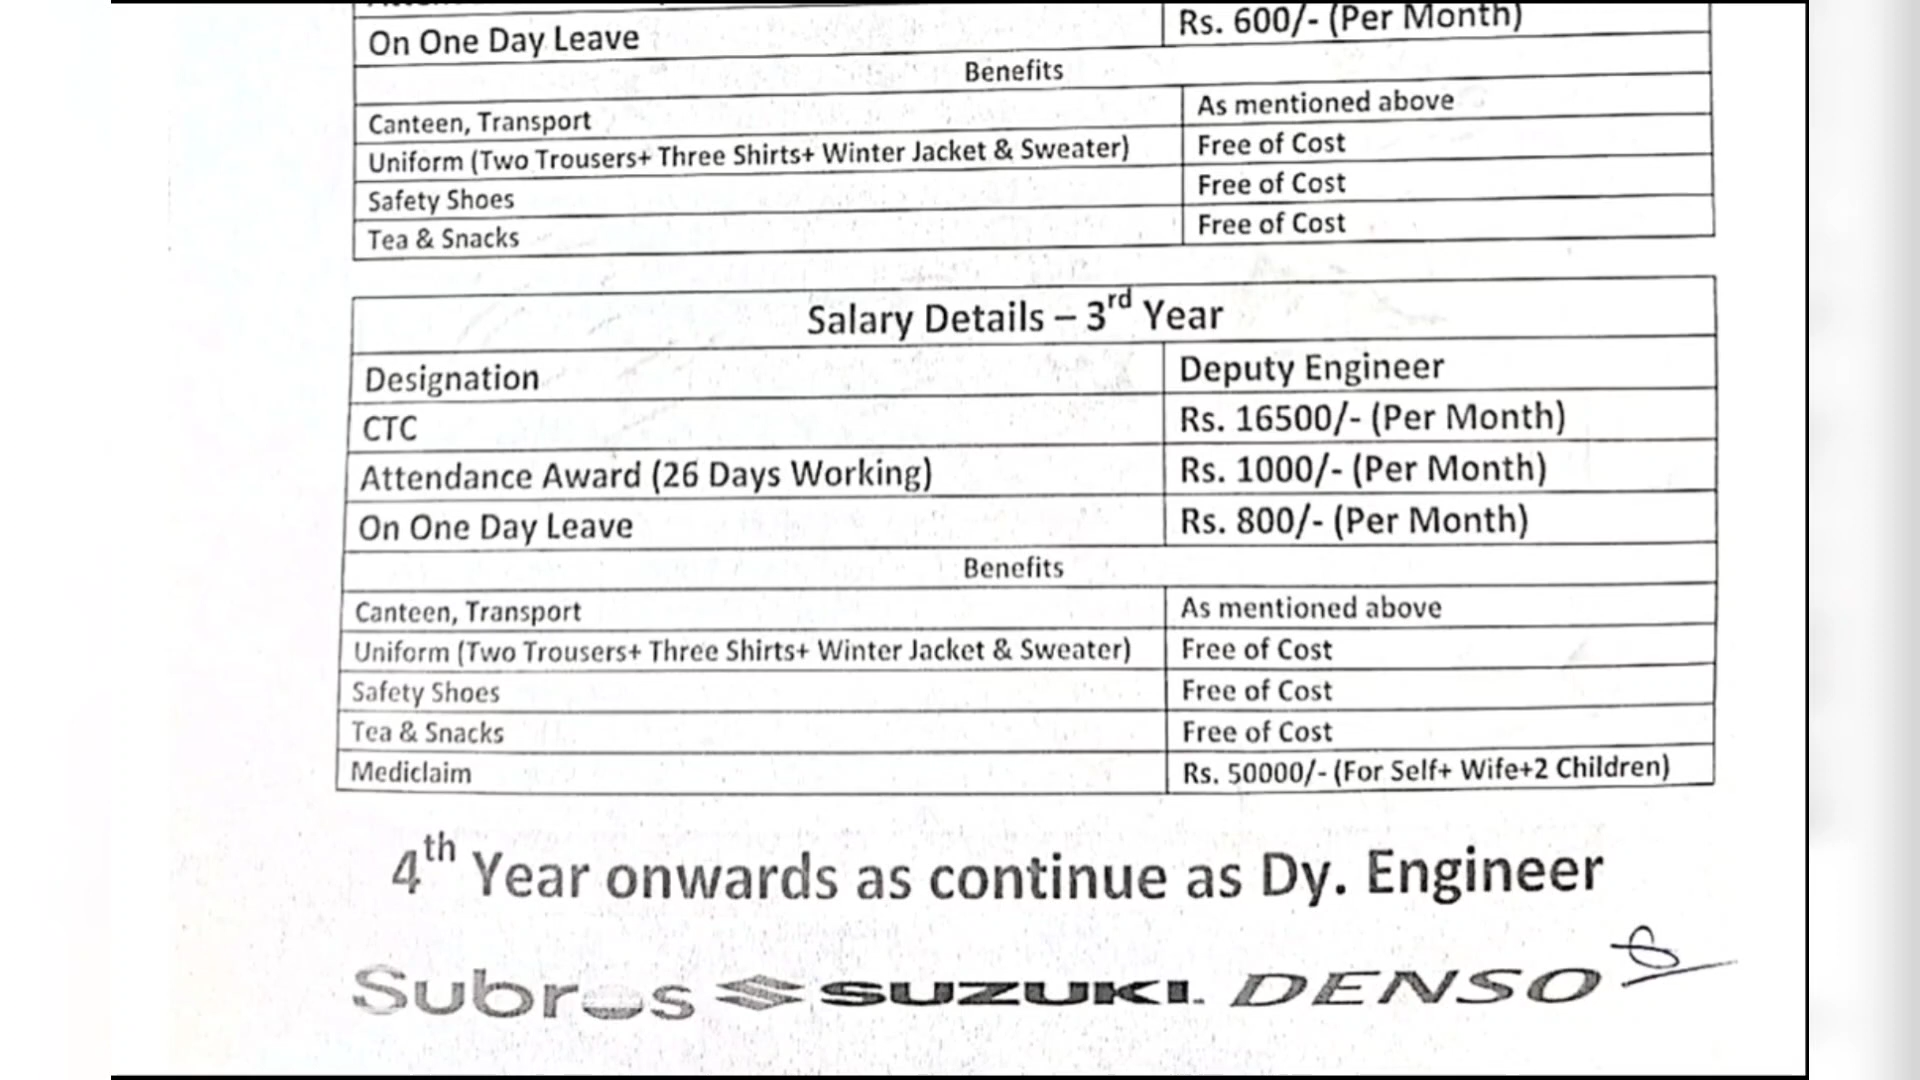 On One Day Leave Rs. 600/- (Per Month)
Benefits
Canteen, Transport As mentioned above
Uniform (Two Trousers+ Three Shirts+ Winter Jacket & Sweater) Free of Cost
Safety Shoes Free of Cost
Tea & Snacks Free of Cost
Salary Details – 3rd Year
Designation Deputy Engineer
CTC Rs. 16500/- (Per Month)
Attendance Award (26 Days Working) Rs. 1000/- (Per Month)
On One Day Leave Rs. 800/- (Per Month)
Benefits
Canteen, Transport As mentioned above
Uniform (Two Trousers+ Three Shirts+ Winter Jacket & Sweater) Free of Cost
Safety Shoes Free of Cost
Tea & Snacks Free of Cost
Mediclaim Rs. 50000/- (For Self+ Wife+2 Children)
4th Year onwards as continue as Dy. Engineer
Subros SUZUKI DENSO